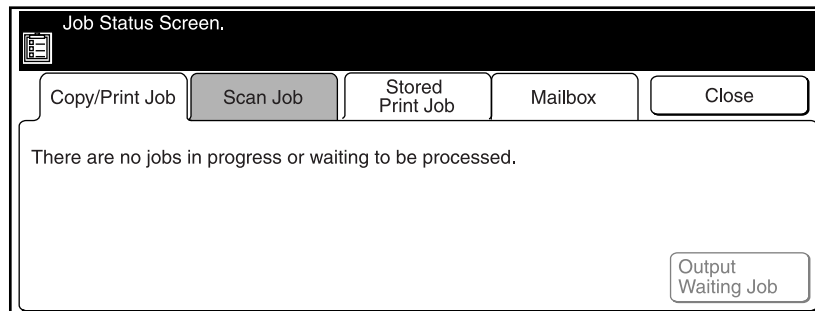 Job Status Screen.
Copy/Print Job
Scan Job
Stored
Print Job
Mailbox
Close
There are no jobs in progress or waiting to be processed.
Output
Waiting Job